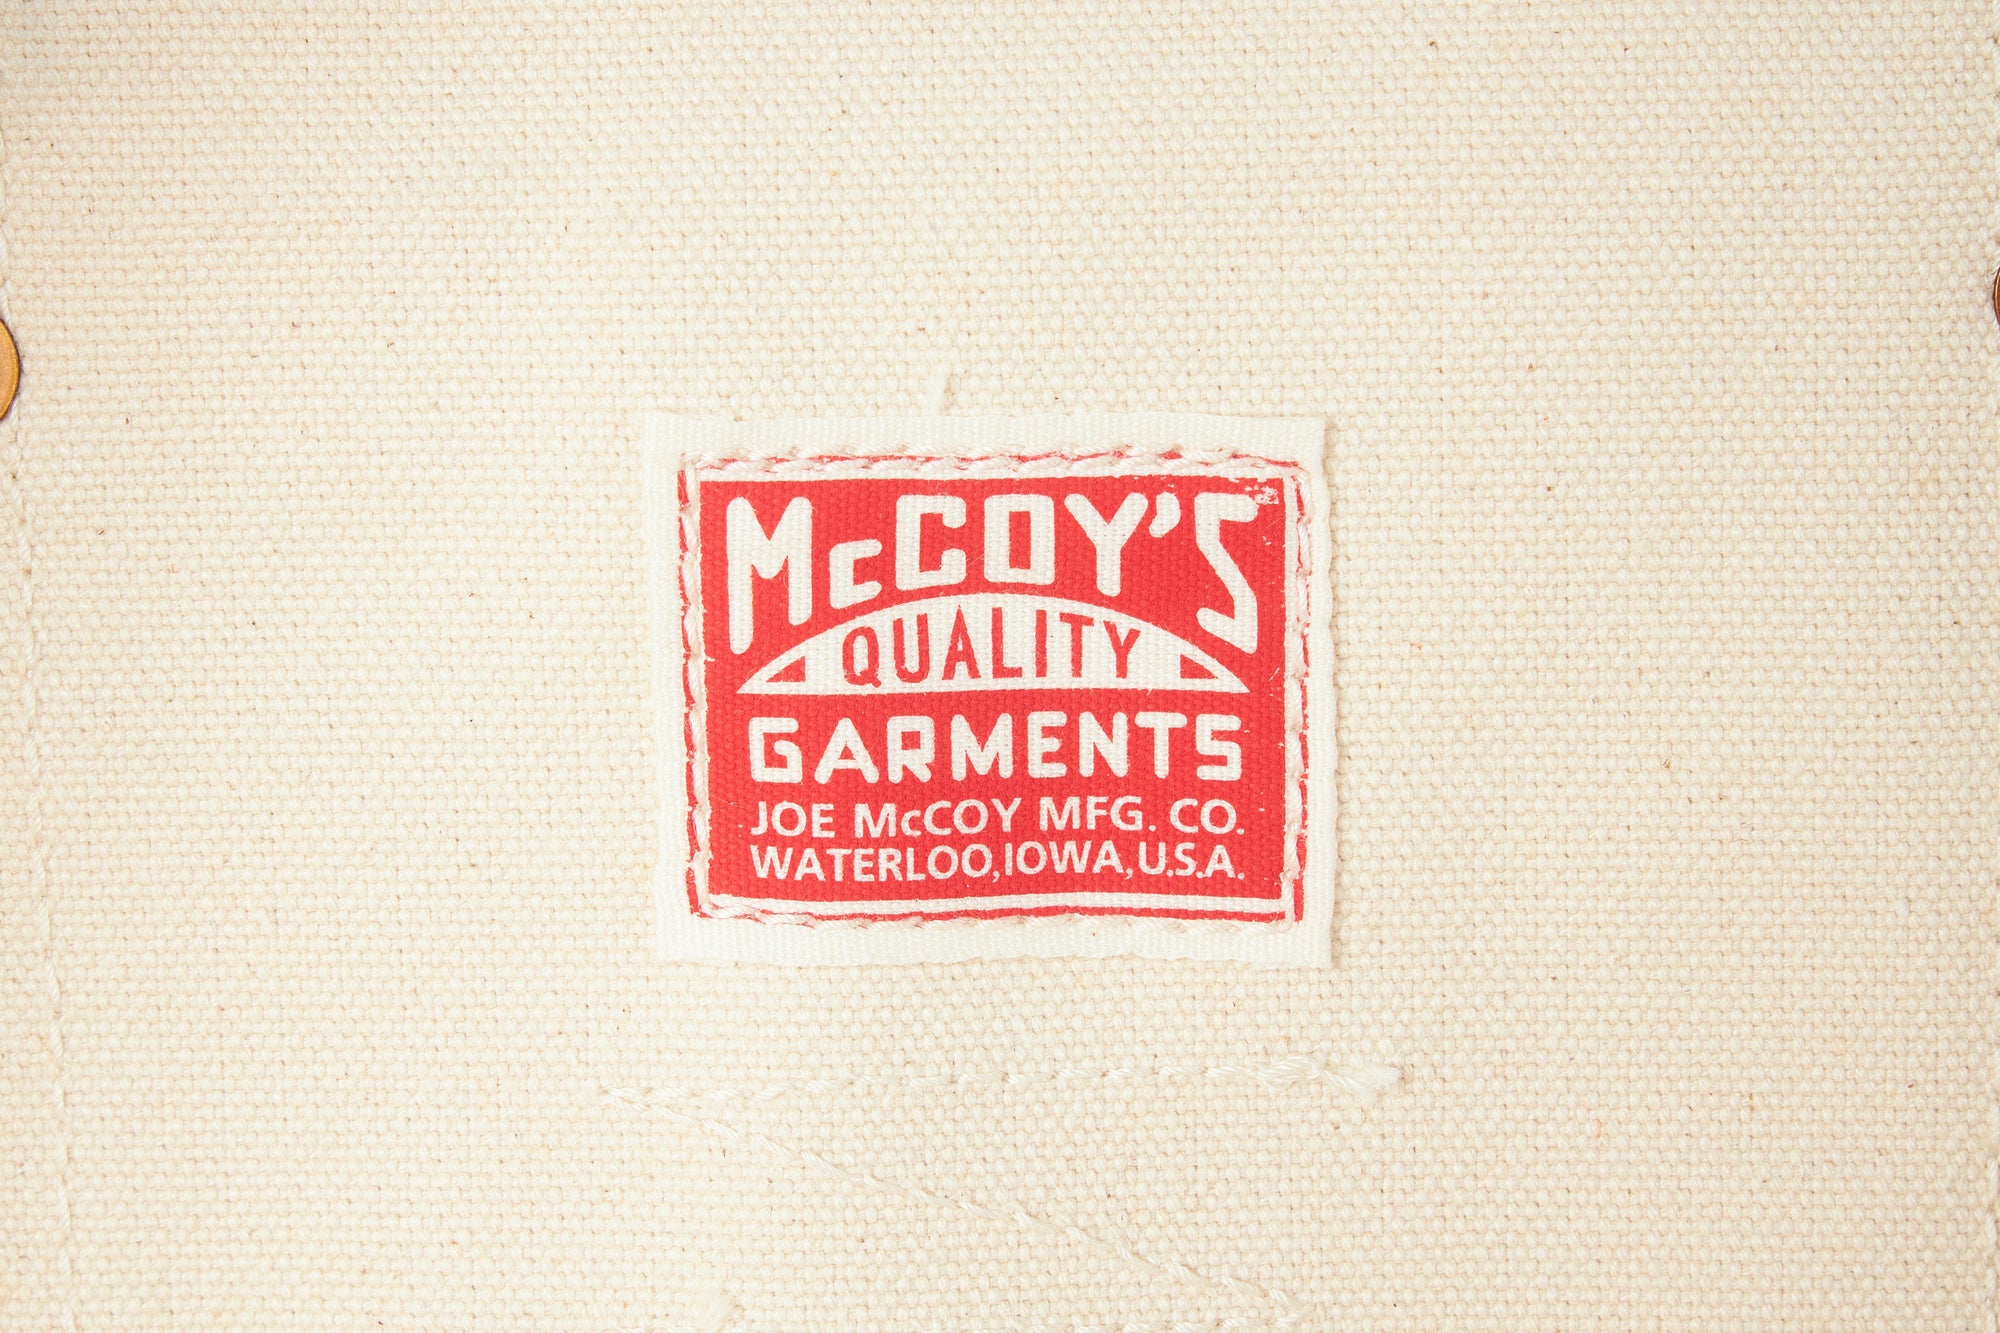 McCOY'S
QUALITY
GARMENTS
JOE McCOY MFG. CO.
WATERLOO, IOWA, U.S.A.